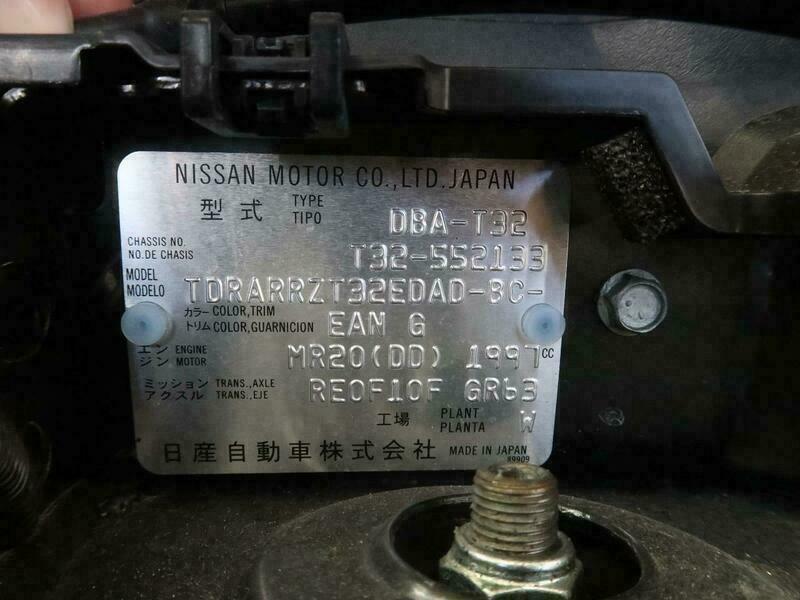 NISSAN MOTOR CO.,LTD.JAPAN
型式 TYPE TIPO DBA-T32
CHASSIS NO. NO.DE CHASIS T32-552133
MODEL MODELO TDRARRZT32EDAD-BC-
カラー COLOR,TRIM トリム COLOR,GUARNICION EAM G
エンジン ENGINE MOTOR MR20(DD) 1997 CC
ミッション TRANS.,AXLE アクスル TRANS.,EJE RE0F10F GR63
工場 PLANT PLANTA W
日産自動車株式会社 MADE IN JAPAN
89909